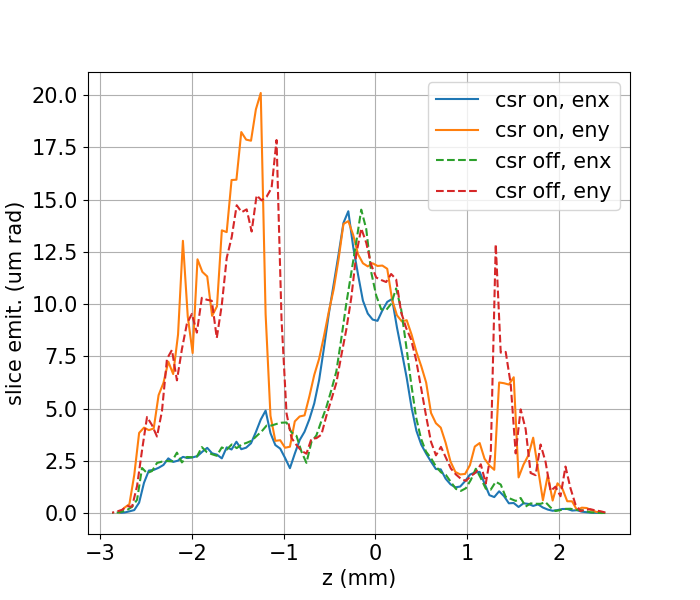 20.0
17.5
15.0
12.5
10.0
7.5
5.0
2.5
0.0
slice emit. (um rad)
csr on, enx
csr on, eny
csr off, enx
csr off, eny
−3 −2 −1 0 1 2
z (mm)